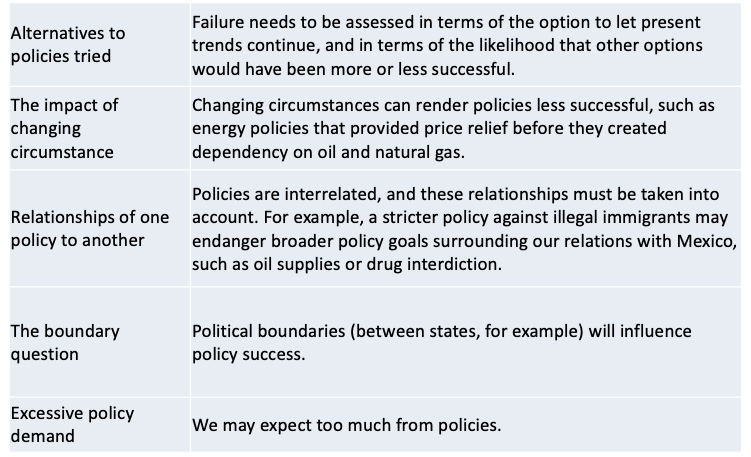 Alternatives to
policies tried
Failure needs to be assessed in terms of the option to let present
trends continue, and in terms of the likelihood that other options
would have been more or less successful.
The impact of
changing
circumstance
Changing circumstances can render policies less successful, such as
energy policies that provided price relief before they created
dependency on oil and natural gas.
Relationships of one
policy to another
Policies are interrelated, and these relationships must be taken into
account. For example, a stricter policy against illegal immigrants may
endanger broader policy goals surrounding our relations with Mexico,
such as oil supplies or drug interdiction.
The boundary
question
Political boundaries (between states, for example) will influence
policy success.
Excessive policy
demand
We may expect too much from policies.